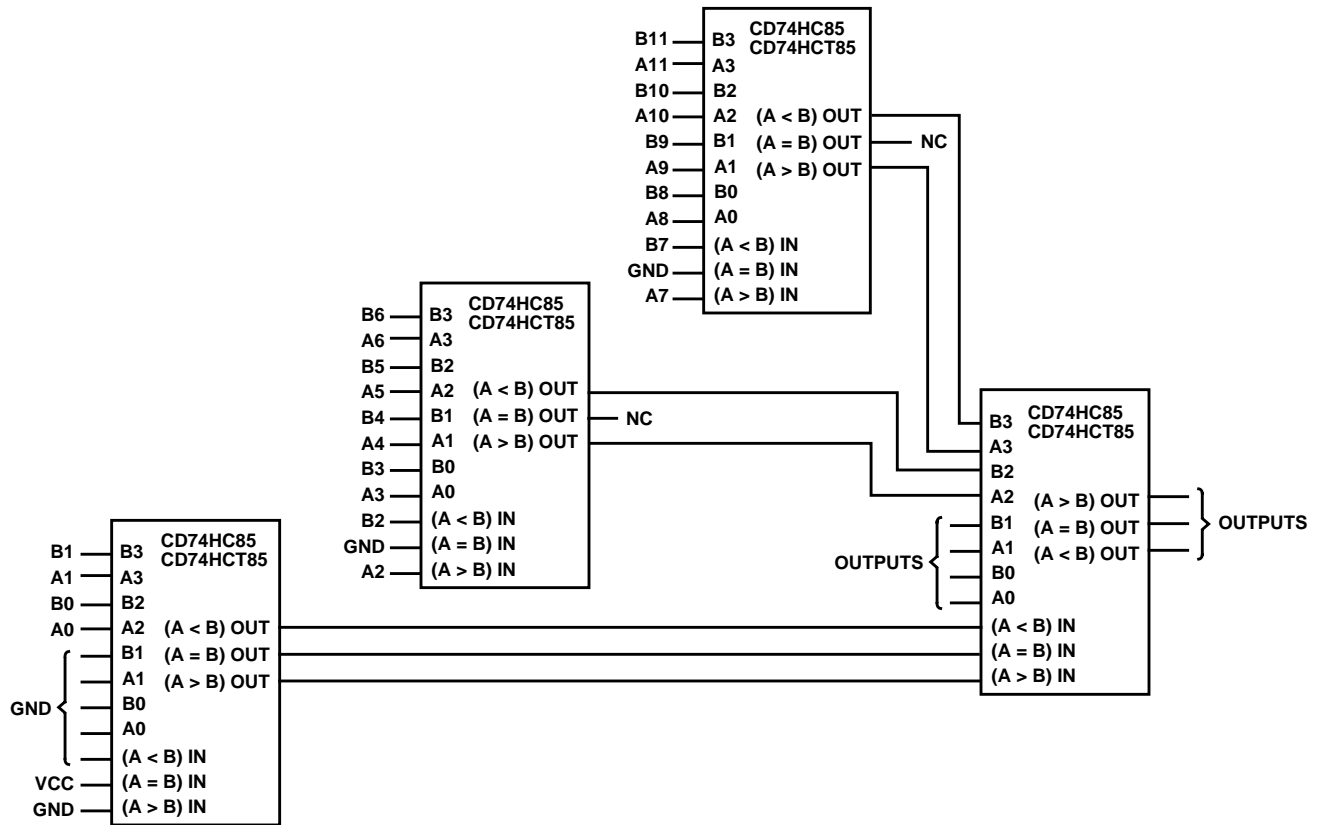 B11 B3 CD74HC85
CD74HCT85
A11 A3
B10 B2
A10 A2 (A < B) OUT
B9 B1 (A = B) OUT NC
A9 A1 (A > B) OUT
B8 B0
A8 A0
B7 (A < B) IN
GND (A = B) IN
A7 (A > B) IN
B6 B3 CD74HC85
CD74HCT85
A6 A3
B5 B2
A5 A2 (A < B) OUT
B4 B1 (A = B) OUT NC
A4 A1 (A > B) OUT
B3 B0
A3 A0
B2 (A < B) IN
GND (A = B) IN
A2 (A > B) IN
B1 B3 CD74HC85
CD74HCT85
A1 A3
B0 B2
A0 A2 (A < B) OUT
B1 (A = B) OUT
A1 (A > B) OUT
GND B0
A0
(A < B) IN
VCC (A = B) IN
GND (A > B) IN
B3 CD74HC85
CD74HCT85
A3
B2
A2 (A > B) OUT
B1 (A = B) OUT OUTPUTS
OUTPUTS A1 (A < B) OUT
B0
A0
(A < B) IN
(A = B) IN
(A > B) IN